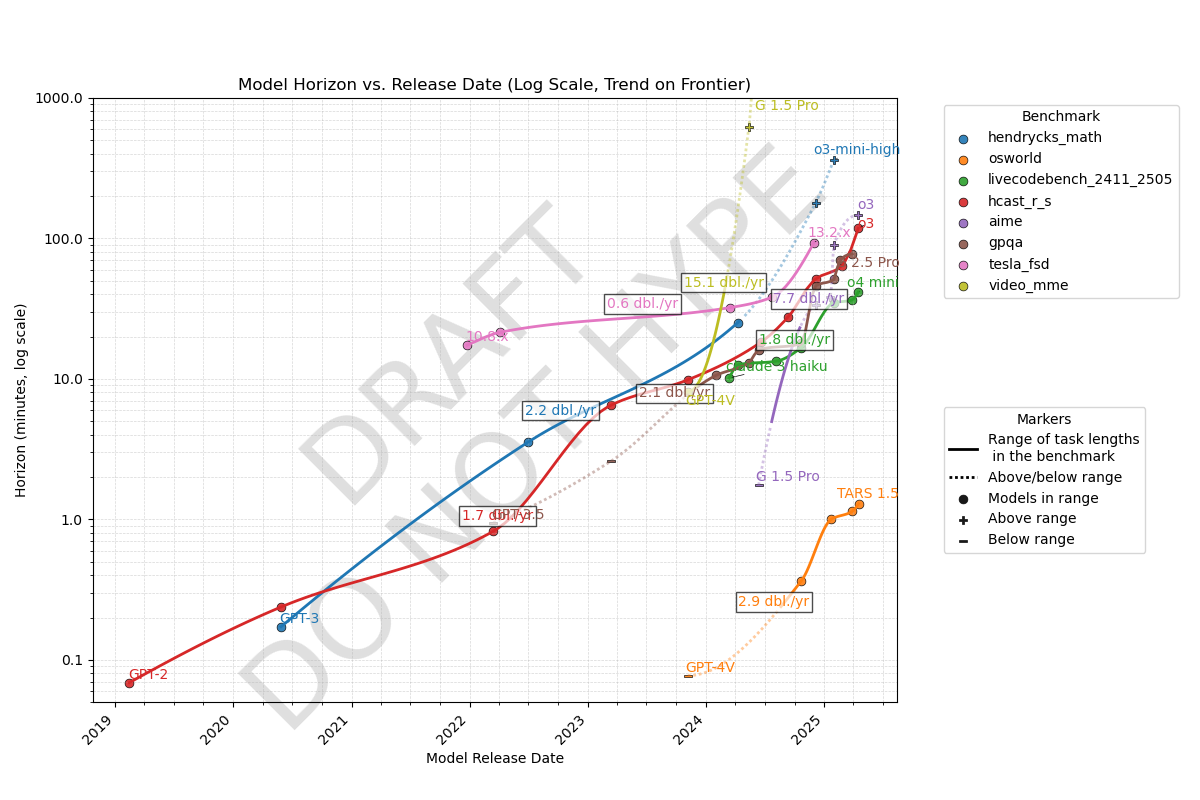 Model Horizon vs. Release Date (Log Scale, Trend on Frontier)
Horizon (minutes, log scale)
1000.0
100.0
10.0
1.0
0.1
2019
2020
2021
2022
2023
2024
2025
Model Release Date
DRAFT
DO NOT HYPE
G 1.5 Pro
o3-mini-high
o3
o3
13.2.x
2.5 Pro
15.1 dbl./yr
o4 mini
7.7 dbl./yr
0.6 dbl./yr
10.8.x
1.8 dbl./yr
claude 3 haiku
2.1 dbl./yr
GPT-4V
2.2 dbl./yr
G 1.5 Pro
TARS 1.5
1.7 dbl./yr
GPT-3.5
GPT-3
2.9 dbl./yr
GPT-2
GPT-4V
Benchmark
hendrycks_math
osworld
livecodebench_2411_2505
hcast_r_s
aime
gpqa
tesla_fsd
video_mme
Markers
Range of task lengths
in the benchmark
Above/below range
Models in range
Above range
Below range